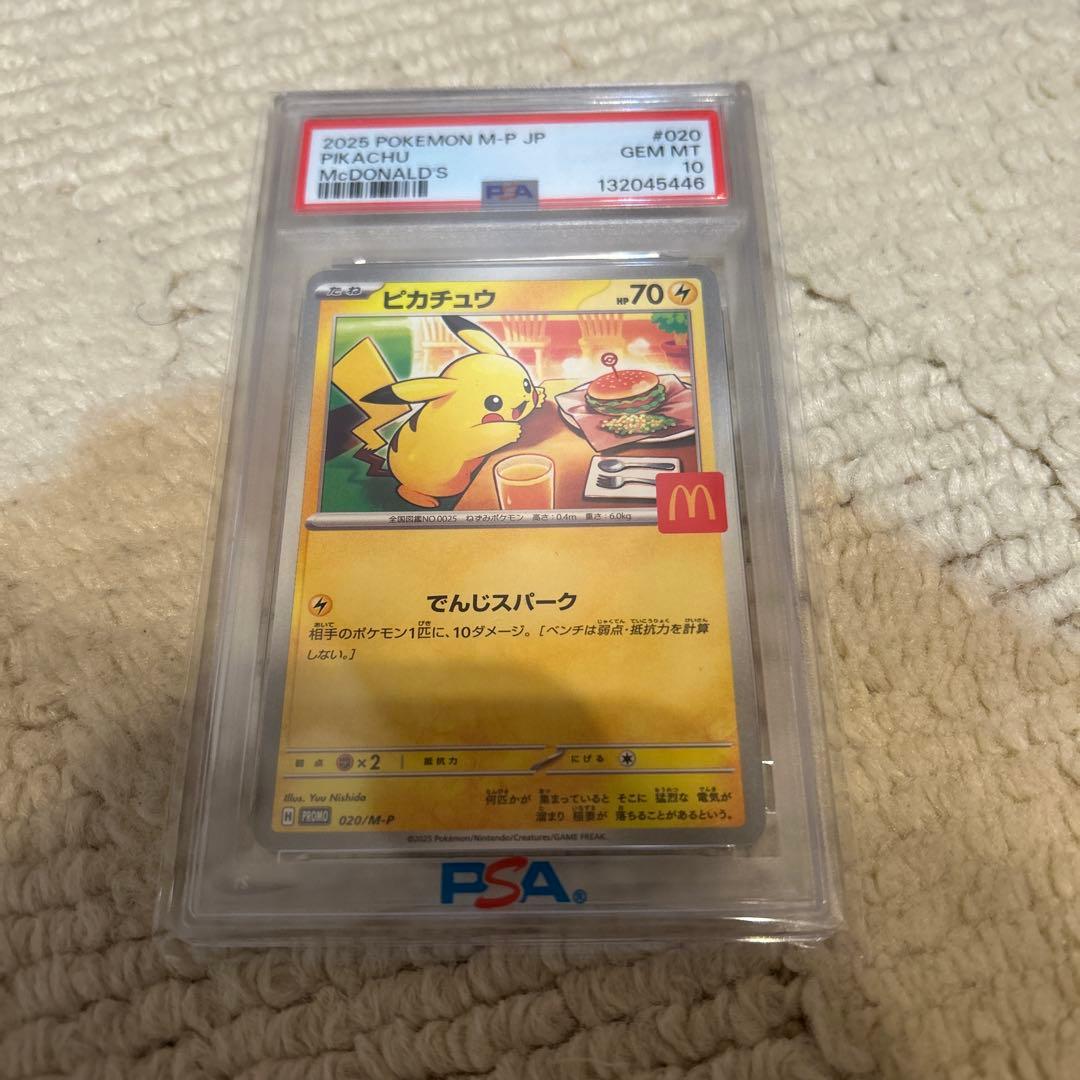 2025 POKEMON M-P JP #020
PIKACHU GEM MT
McDONALD'S 10
PSA 132045446
たね ピカチュウ HP70
全国図鑑NO.0025 ねずみポケモン 高さ:0.4m 重さ:6.0kg
でんじスパーク
相手のポケモン1匹に、10ダメージ。[ベンチは弱点・抵抗力を計算
しない。]
弱点 ×2 抵抗力 にげる
Illus. Yuu Nishida
H PROMO 020/M-P
何匹かが 集まっていると そこに 猛烈な 電気が
溜まり 稲妻が 落ちることがあるという。
©2025 Pokémon/Nintendo/Creatures/GAME FREAK.
PSA®